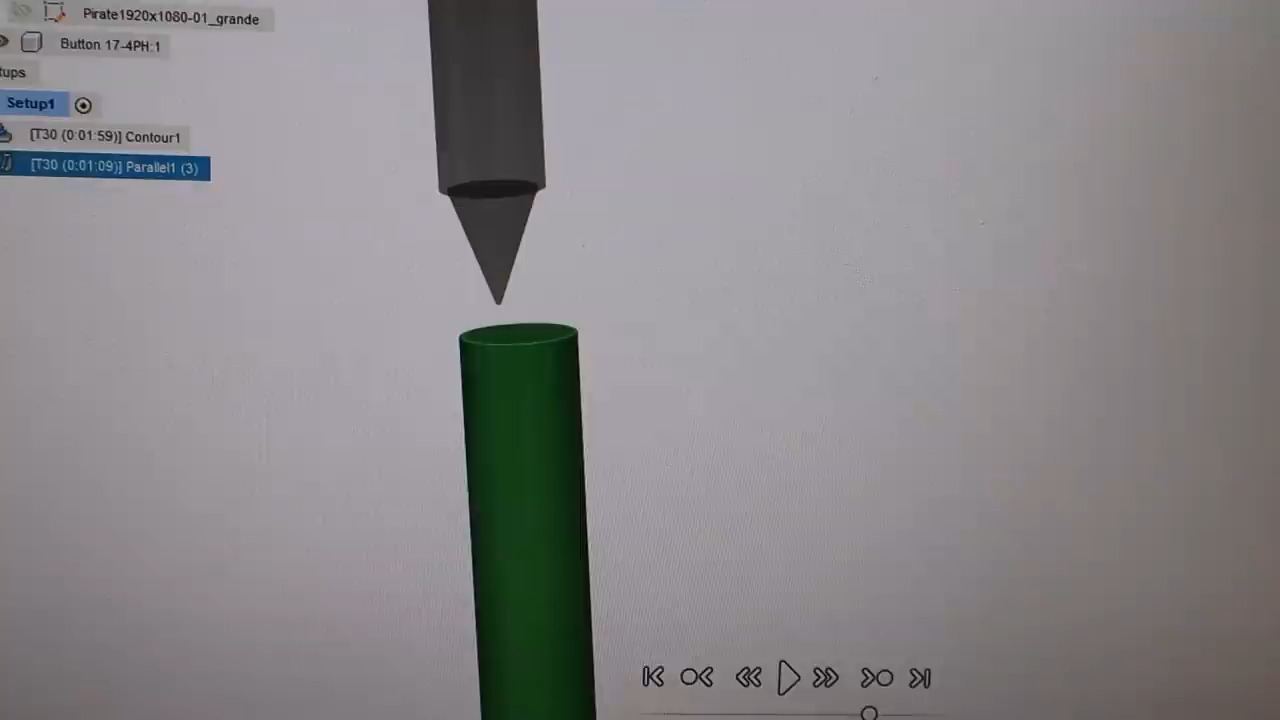 Pirate1920x1080-01_grande
Button 17-4PH:1
tups
Setup1
[T30 (0:01:59)] Contour1
[T30 (0:01:09)] Parallel1 (3)